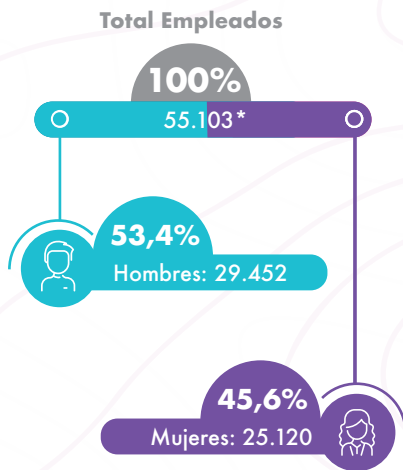 Total Empleados
100%
55.103*
53,4%
Hombres: 29.452
45,6%
Mujeres: 25.120